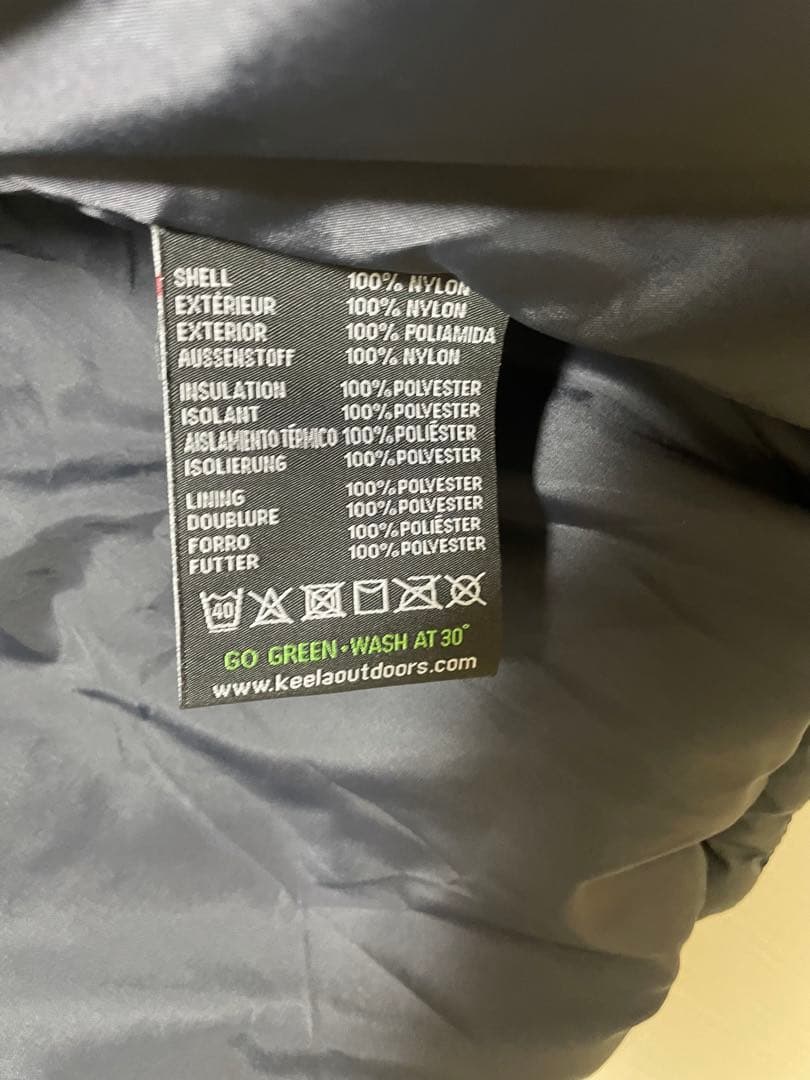 SHELL 100% NYLON
EXTÉRIEUR 100% NYLON
EXTERIOR 100% POLIAMIDA
AUSSENSTOFF 100% NYLON
INSULATION 100% POLYESTER
ISOLANT 100% POLYESTER
AISLAMIENTO TÉRMICO 100% POLIÉSTER
ISOLIERUNG 100% POLYESTER
LINING 100% POLYESTER
DOUBLURE 100% POLYESTER
FORRO 100% POLIÉSTER
FUTTER 100% POLYESTER
40
GO GREEN • WASH AT 30°
www.keelaoutdoors.com